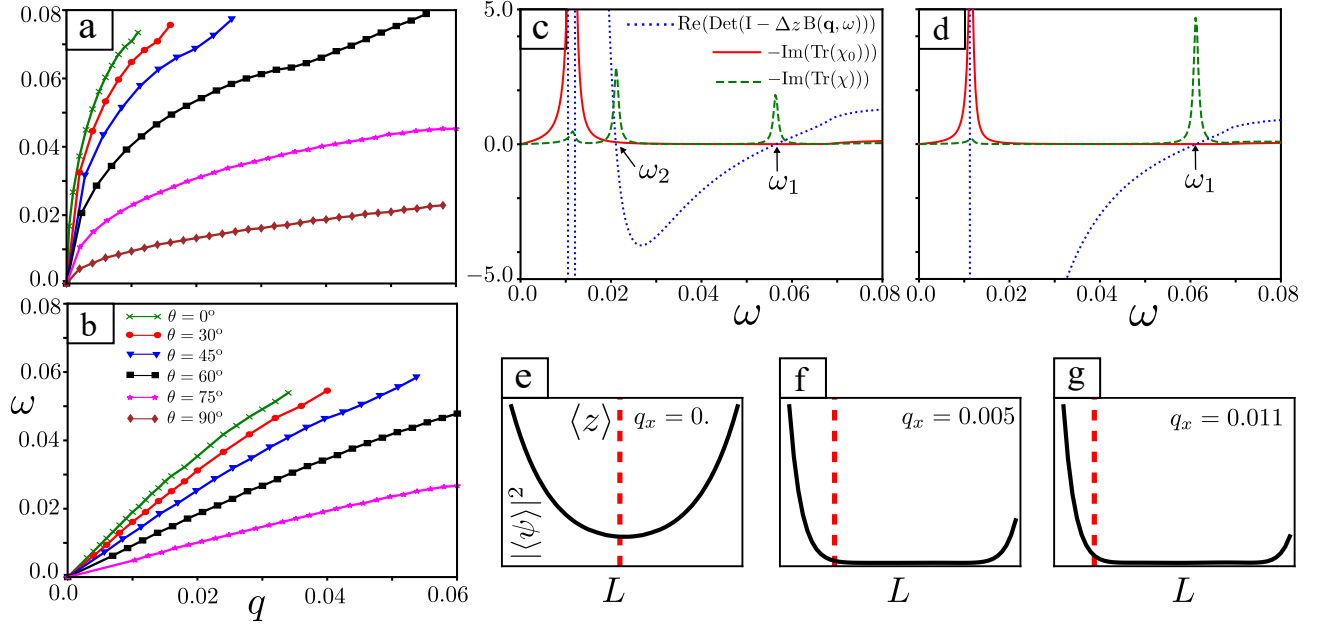 a
0.08
0.06
0.04
0.02
0.0
b
θ = 0°
θ = 30°
θ = 45°
θ = 60°
θ = 75°
θ = 90°
0.08
0.06
ω
0.04
0.02
0.0
0.0 0.02 q 0.04 0.06
c
5.0
0.0
−5.0
Re(Det(I − ΔzB(q, ω)))
−Im(Tr(χ₀)))
−Im(Tr(χ)))
ω₂
ω₁
0.0 0.02 0.04 0.06 0.08
ω
d
ω₁
0.0 0.02 0.04 0.06 0.08
ω
e
⟨z⟩ qₓ = 0.
|⟨ψ⟩|²
L
f
qₓ = 0.005
L
g
qₓ = 0.011
L